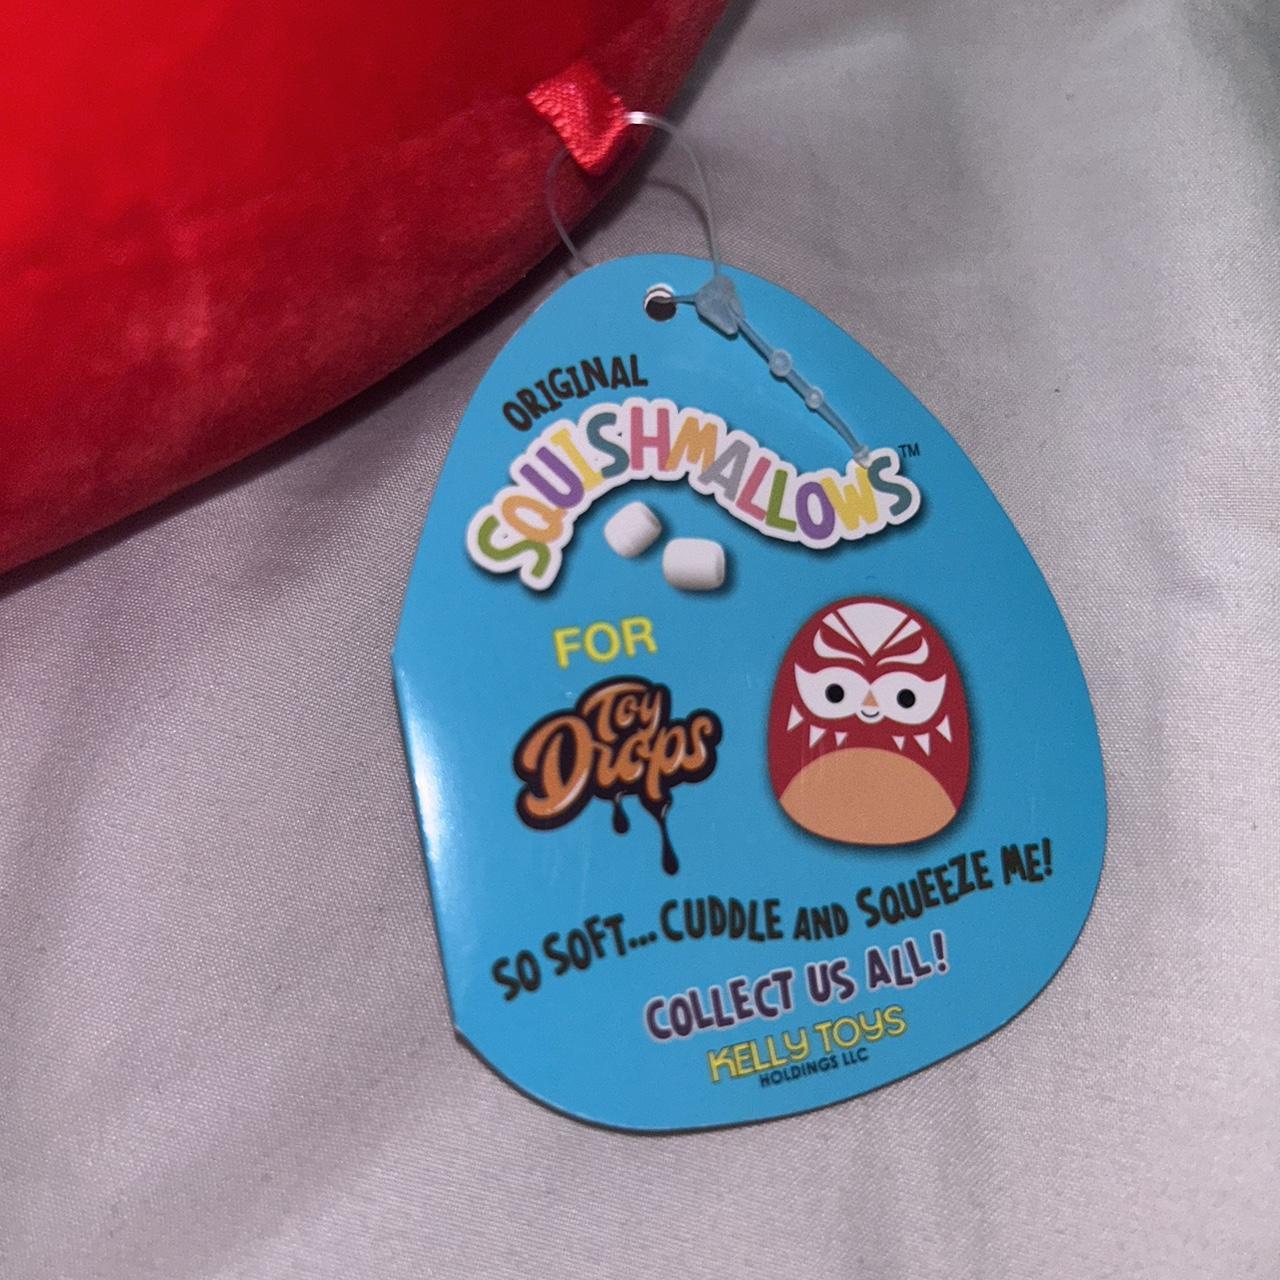 ORIGINAL
SQUISHMALLOWS™
FOR
Toy
Drops
SO SOFT... CUDDLE AND SQUEEZE ME!
COLLECT US ALL!
KELLY TOYS
HOLDINGS LLC